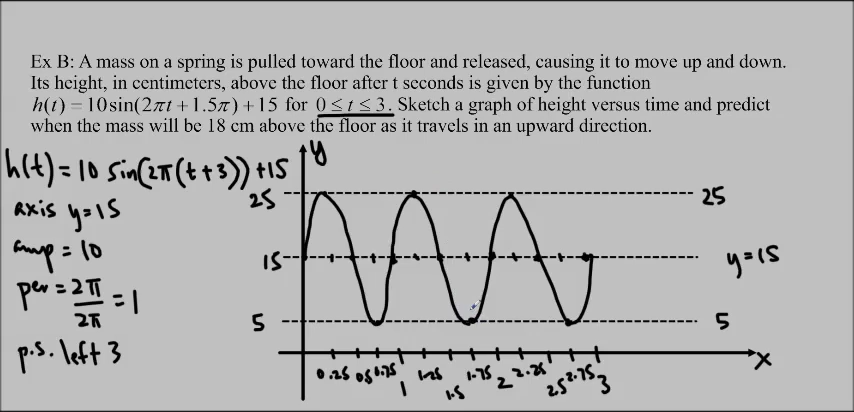 Ex B: A mass on a spring is pulled toward the floor and released, causing it to move up and down.
Its height, in centimeters, above the floor after t seconds is given by the function
h(t) = 10sin(2πt + 1.5π) + 15 for 0 ≤ t ≤ 3. Sketch a graph of height versus time and predict
when the mass will be 18 cm above the floor as it travels in an upward direction.
h(t) = 10 sin(2π(t+3)) +15
axis y=15
amp = 10
per = 2π/2π = 1
p.s. left 3
y
25
25
15
y=15
5
5
x
0.25 0.5 0.75 1 1.25 1.5 1.75 2 2.25 2.5 2.75 3